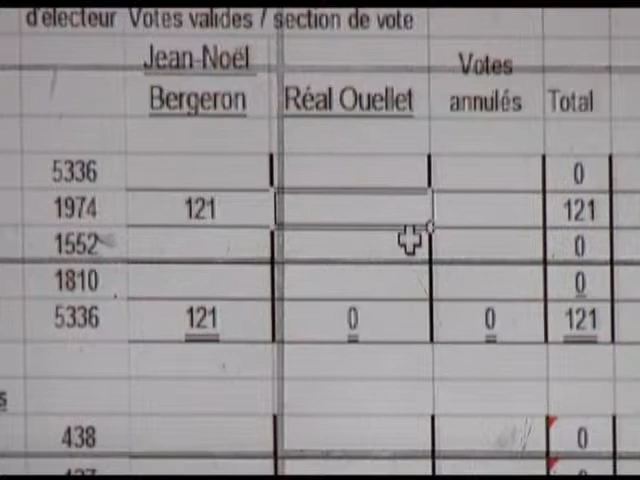 d'électeur Votes valides / section de vote
Jean-Noël Bergeron Réal Ouellet Votes annulés Total
5336 0
1974 121 121
1552 0
1810 0
5336 121 0 0 121
s
438 0